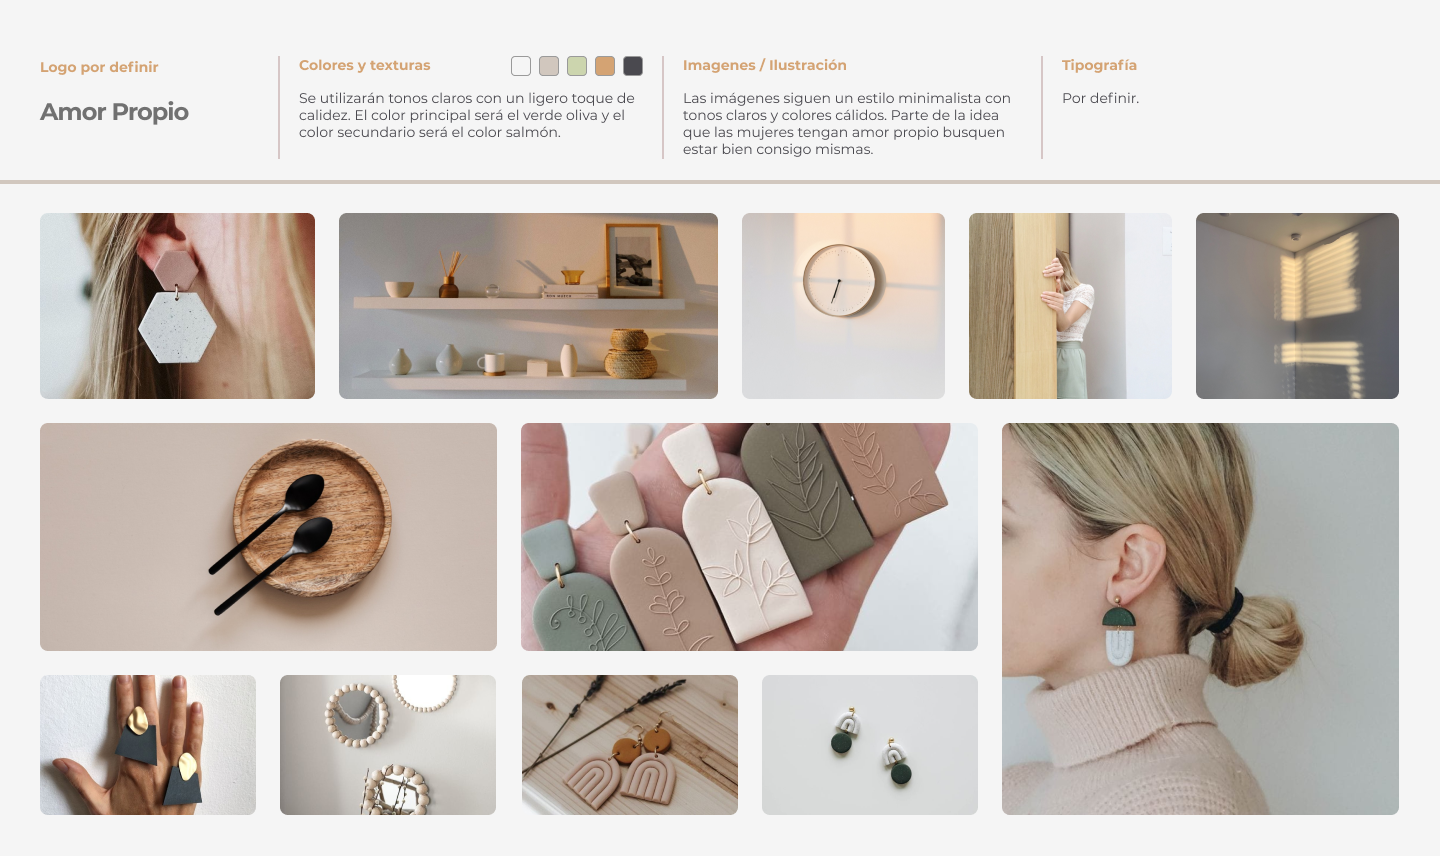 Logo por definir
Amor Propio
Colores y texturas
Se utilizarán tonos claros con un ligero toque de
calidez. El color principal será el verde oliva y el
color secundario será el color salmón.
Imagenes / Ilustración
Las imágenes siguen un estilo minimalista con
tonos claros y colores cálidos. Parte de la idea
que las mujeres tengan amor propio busquen
estar bien consigo mismas.
Tipografía
Por definir.